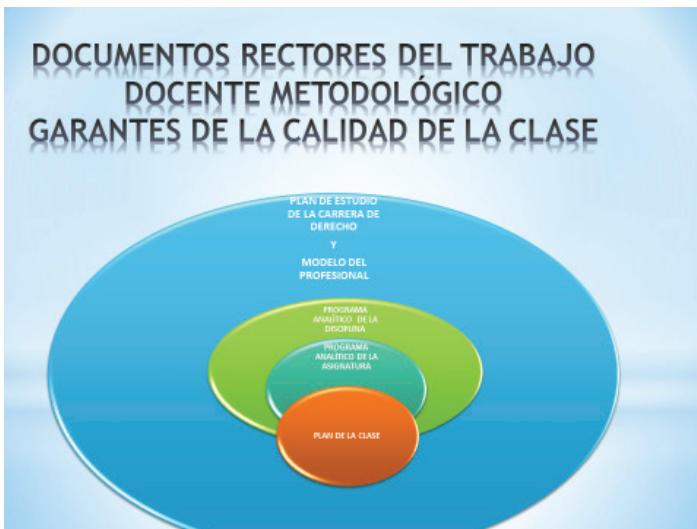 DOCUMENTOS RECTORES DEL TRABAJO
DOCENTE METODOLÓGICO
GARANTES DE LA CALIDAD DE LA CLASE
PLAN DE ESTUDIO
DE LA CARRERA DE
DERECHO
Y
MODELO DEL
PROFESIONAL
PROGRAMA
ANALÍTICO DE LA
DISCIPLINA
PROGRAMA
ANALÍTICO DE LA
ASIGNATURA
PLAN DE LA CLASE